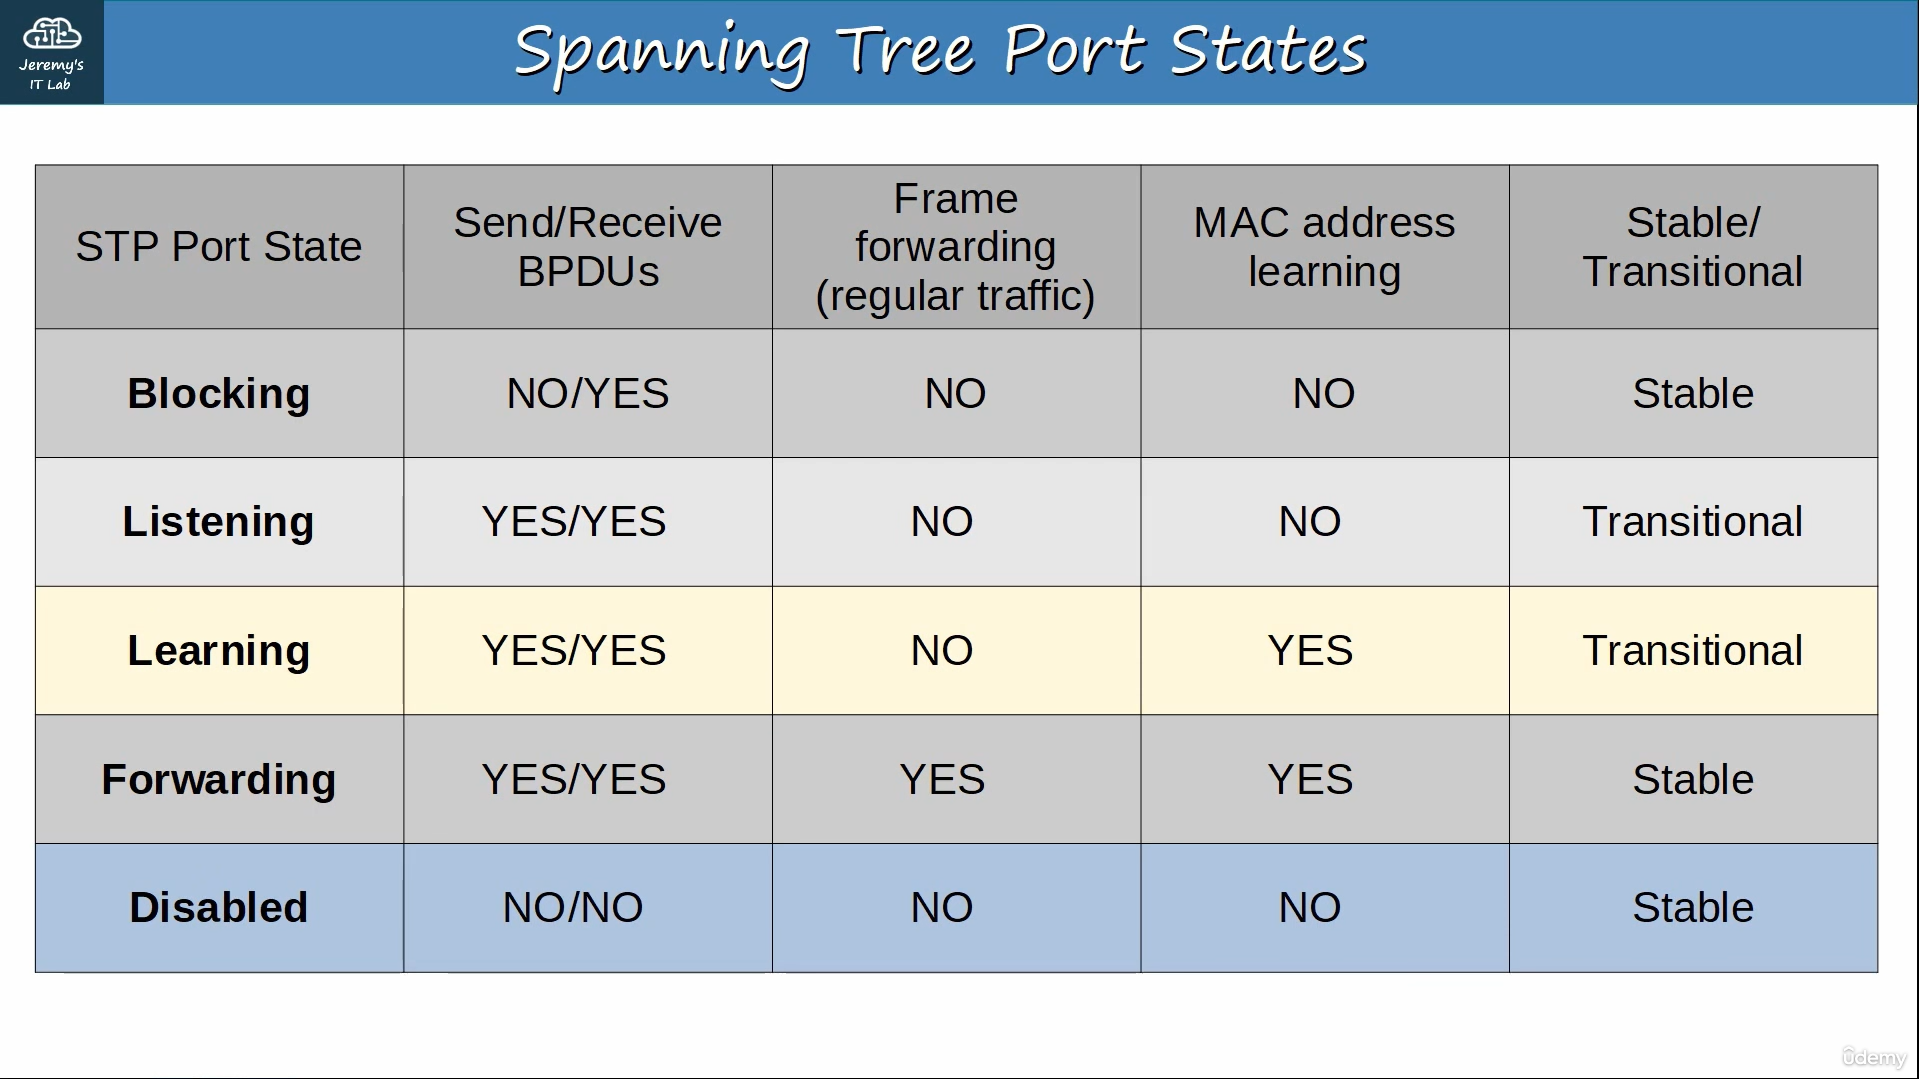 Jeremy's
IT Lab
Spanning Tree Port States
STP Port State
Send/Receive
BPDUs
Frame
forwarding
(regular traffic)
MAC address
learning
Stable/
Transitional
Blocking
NO/YES
NO
NO
Stable
Listening
YES/YES
NO
NO
Transitional
Learning
YES/YES
NO
YES
Transitional
Forwarding
YES/YES
YES
YES
Stable
Disabled
NO/NO
NO
NO
Stable
ûdemy